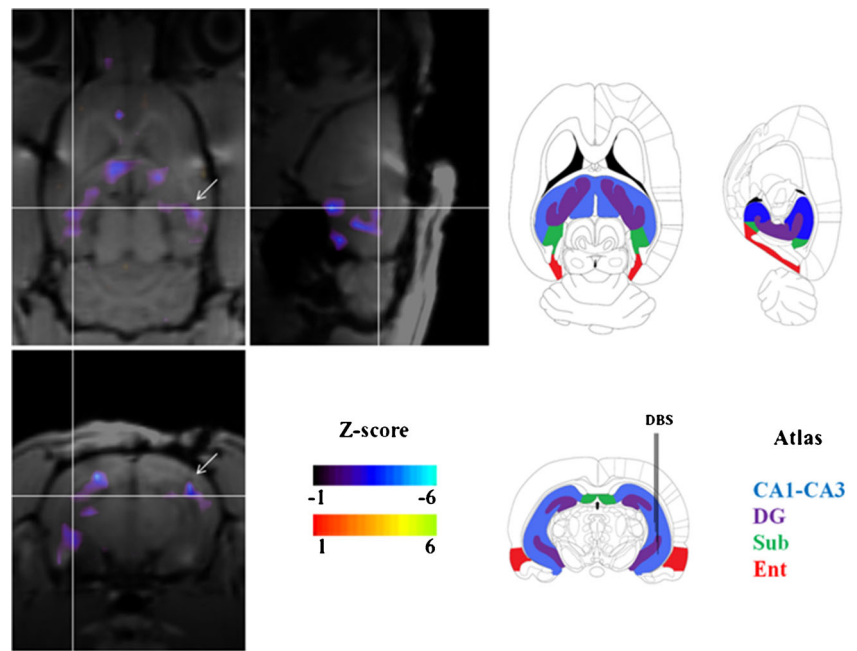 DBS
Z-score
-1 -6
1 6
Atlas
CA1-CA3
DG
Sub
Ent